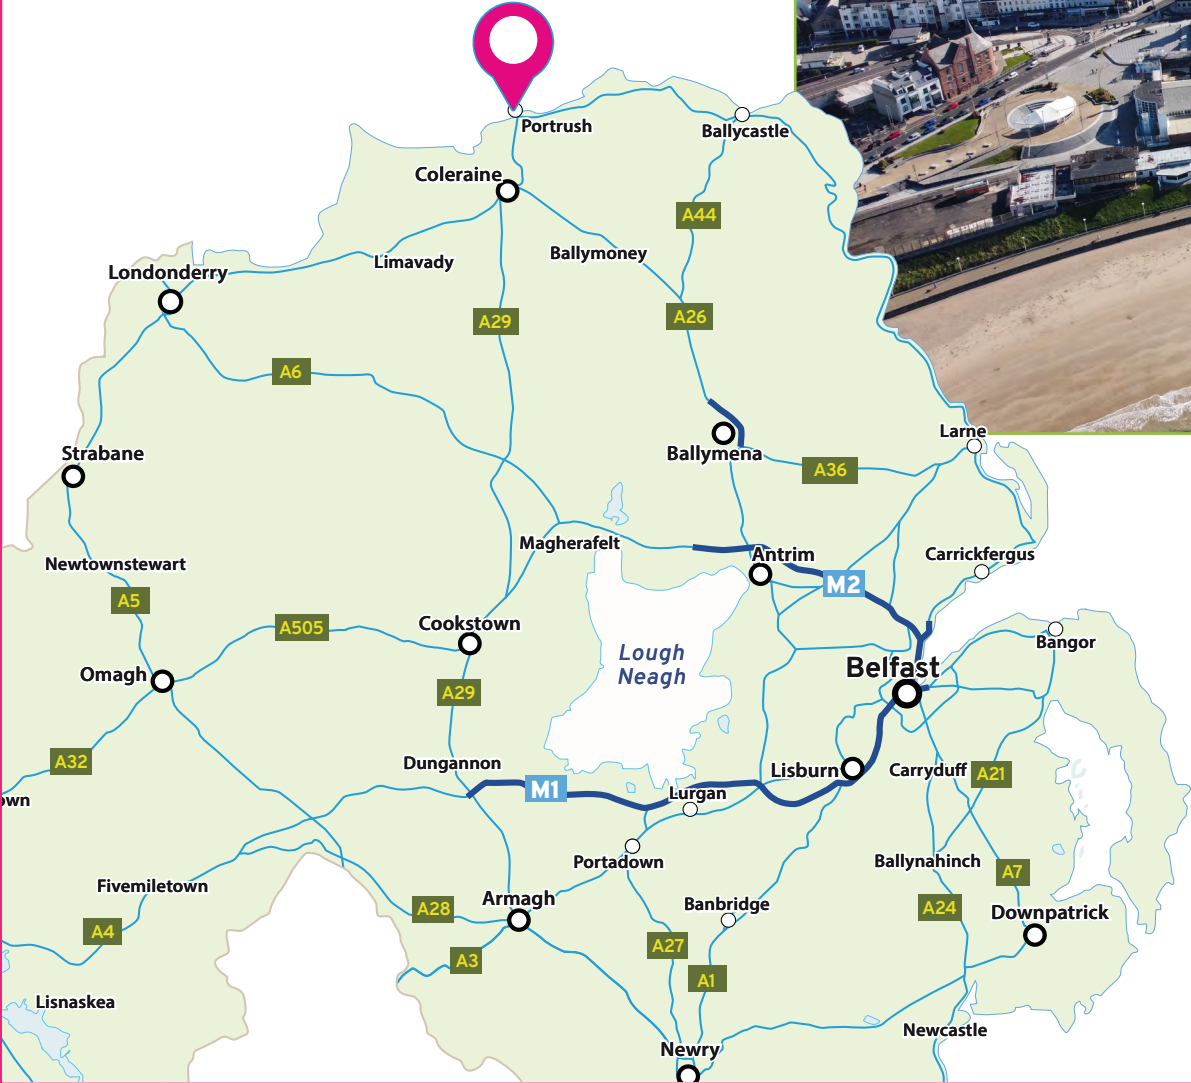 Portrush
Ballycastle
Coleraine
A44
Ballymoney
Limavady
Londonderry
A29
A26
A6
Larne
Strabane
Ballymena
A36
Magherafelt
Antrim
Carrickfergus
Newtownstewart
M2
A5
Cookstown
A505
Lough
Neagh
Bangor
Belfast
Omagh
A29
A32
Dungannon
Lisburn
Carryduff
A21
M1
Lurgan
own
Portadown
Ballynahinch
A7
Fivemiletown
Armagh
Banbridge
A28
A24
Downpatrick
A4
A3
A27
A1
Lisnaskea
Newcastle
Newry